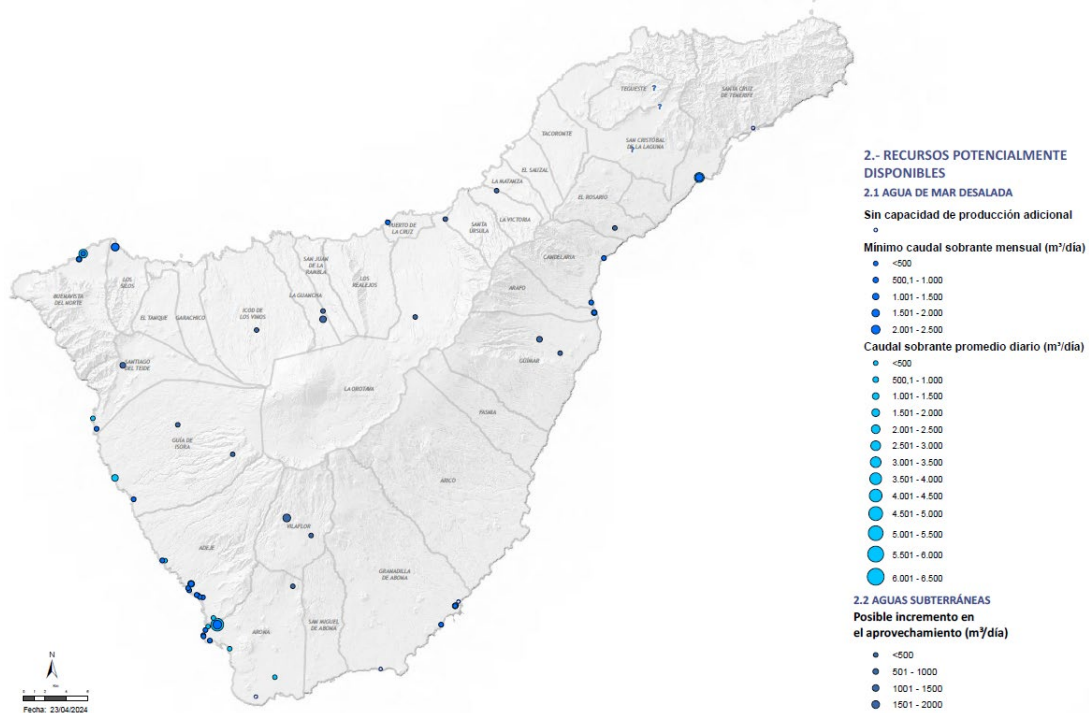 TEGUESTE
SANTA CRUZ
DE TENERIFE
?
?
TACORONTE
SAN CRISTÓBAL
DE LA LAGUNA
?
EL SAUZAL
LA MATANZA
EL ROSARIO
LA VICTORIA
PUERTO DE
LA CRUZ
SANTA
ÚRSULA
CANDELARIA
SAN JUAN
DE LA
RAMBLA
LOS
REALEJOS
ARAFO
LOS
SILOS
BUENAVISTA
DEL NORTE
LA GUANCHA
EL TANQUE
GARACHICO
ICOD DE
LOS VINOS
GÜIMAR
SANTIAGO
DEL TEIDE
LA OROTAVA
FASNIA
GUÍA DE
ISORA
ARICO
VILAFLOR
ADEJE
GRANADILLA
DE ABONA
ARONA
SAN MIGUEL
DE ABONA
N
Fecha: 23/04/2024
2.- RECURSOS POTENCIALMENTE
DISPONIBLES
2.1 AGUA DE MAR DESALADA
Sin capacidad de producción adicional
Mínimo caudal sobrante mensual (m³/día)
<500
500,1 - 1.000
1.001 - 1.500
1.501 - 2.000
2.001 - 2.500
Caudal sobrante promedio diario (m³/día)
<500
500,1 - 1.000
1.001 - 1.500
1.501 - 2.000
2.001 - 2.500
2.501 - 3.000
3.001 - 3.500
3.501 - 4.000
4.001 - 4.500
4.501 - 5.000
5.001 - 5.500
5.501 - 6.000
6.001 - 6.500
2.2 AGUAS SUBTERRÁNEAS
Posible incremento en
el aprovechamiento (m³/día)
<500
501 - 1000
1001 - 1500
1501 - 2000